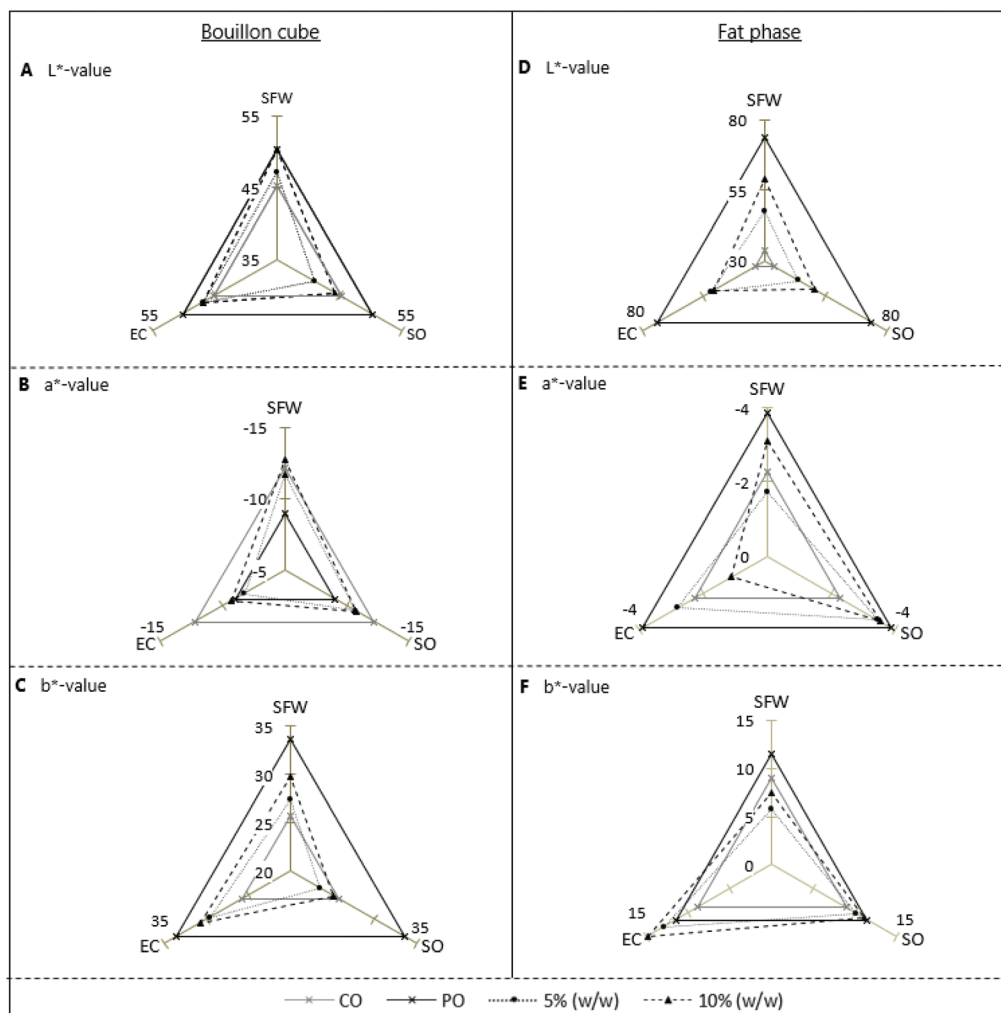 Bouillon cube
Fat phase
A L*-value
SFW
55
45
35
55
EC
55
SO
D L*-value
SFW
80
55
30
80
EC
80
SO
B a*-value
SFW
-15
-10
-5
-15
EC
-15
SO
E a*-value
SFW
-4
-2
0
-4
EC
-4
SO
C b*-value
SFW
35
30
25
20
35
EC
35
SO
F b*-value
SFW
15
10
5
0
15
EC
15
SO
CO PO 5% (w/w) 10% (w/w)